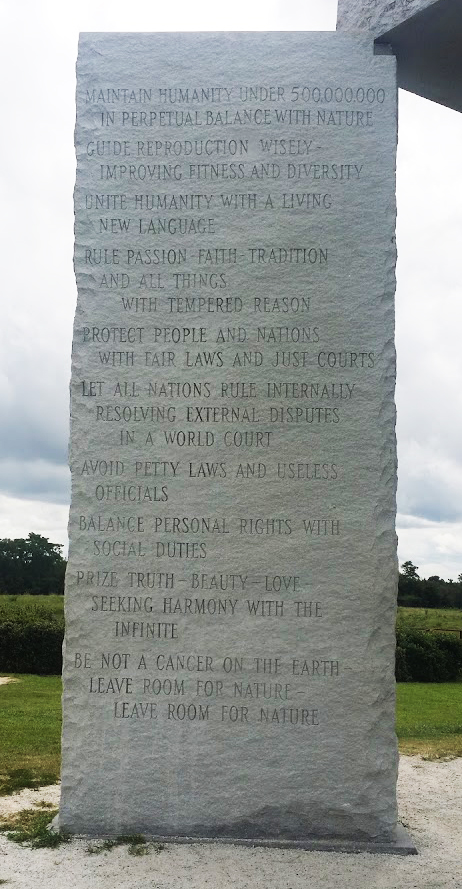 MAINTAIN HUMANITY UNDER 500,000,000
IN PERPETUAL BALANCE WITH NATURE
GUIDE REPRODUCTION WISELY –
IMPROVING FITNESS AND DIVERSITY
UNITE HUMANITY WITH A LIVING
NEW LANGUAGE
RULE PASSION – FAITH – TRADITION
AND ALL THINGS
WITH TEMPERED REASON
PROTECT PEOPLE AND NATIONS
WITH FAIR LAWS AND JUST COURTS
LET ALL NATIONS RULE INTERNALLY
RESOLVING EXTERNAL DISPUTES
IN A WORLD COURT
AVOID PETTY LAWS AND USELESS
OFFICIALS
BALANCE PERSONAL RIGHTS WITH
SOCIAL DUTIES
PRIZE TRUTH – BEAUTY – LOVE –
SEEKING HARMONY WITH THE
INFINITE
BE NOT A CANCER ON THE EARTH –
LEAVE ROOM FOR NATURE –
LEAVE ROOM FOR NATURE